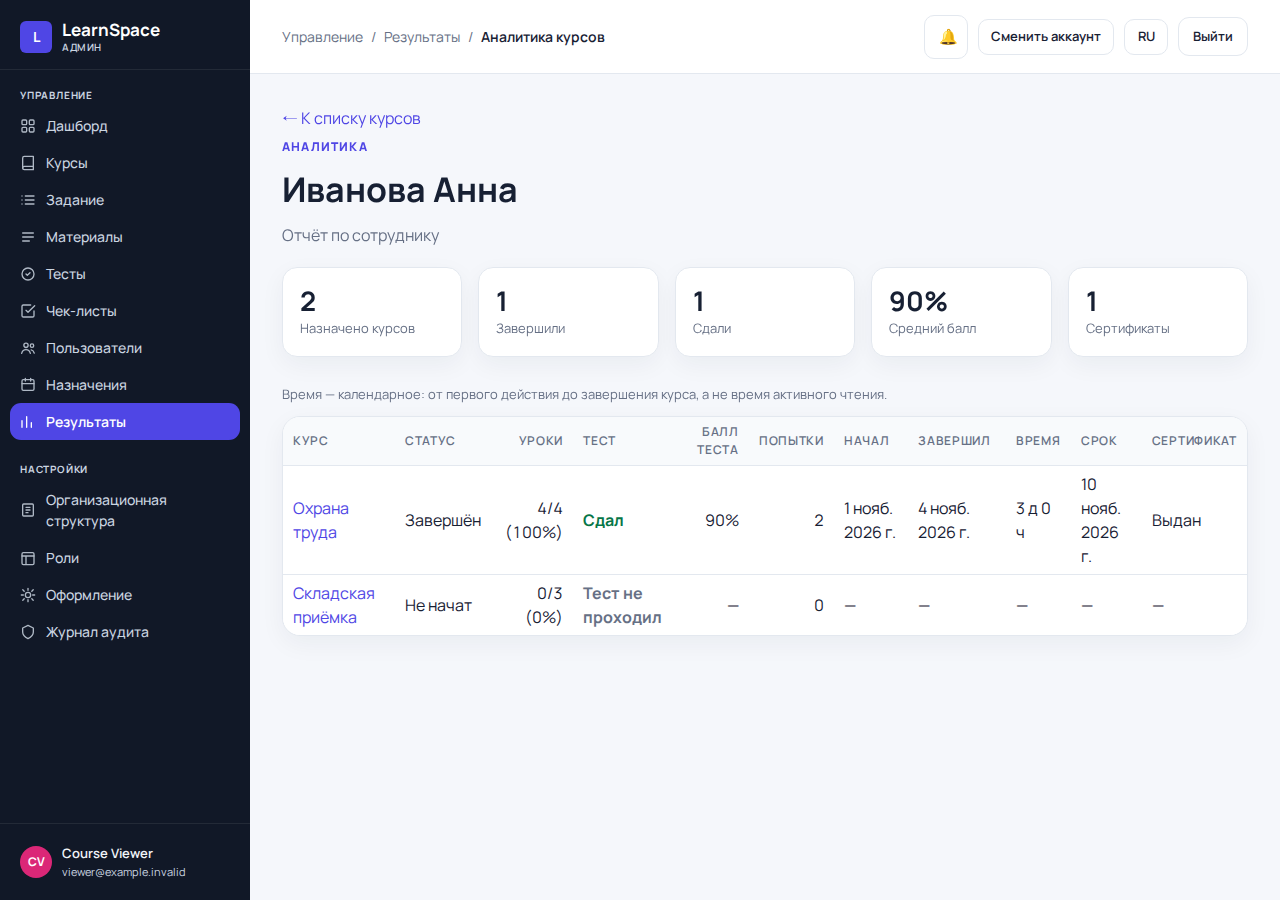 L
LearnSpace
АДМИН
УПРАВЛЕНИЕ
Дашборд
Курсы
Задание
Материалы
Тесты
Чек-листы
Пользователи
Назначения
Результаты
НАСТРОЙКИ
Организационная
структура
Роли
Оформление
Журнал аудита
CV
Course Viewer
viewer@example.invalid
Управление / Результаты / Аналитика курсов
Сменить аккаунт
RU
Выйти
← К списку курсов
АНАЛИТИКА
Иванова Анна
Отчёт по сотруднику
2
Назначено курсов
1
Завершили
1
Сдали
90%
Средний балл
1
Сертификаты
Время — календарное: от первого действия до завершения курса, а не время активного чтения.
КУРС СТАТУС УРОКИ ТЕСТ БАЛЛ ТЕСТА ПОПЫТКИ НАЧАЛ ЗАВЕРШИЛ ВРЕМЯ СРОК СЕРТИФИКАТ
Охрана труда Завершён 4/4 (100%) Сдал 90% 2 1 нояб. 2026 г. 4 нояб. 2026 г. 3 д 0 ч 10 нояб. 2026 г. Выдан
Складская приёмка Не начат 0/3 (0%) Тест не проходил — 0 — — — — —